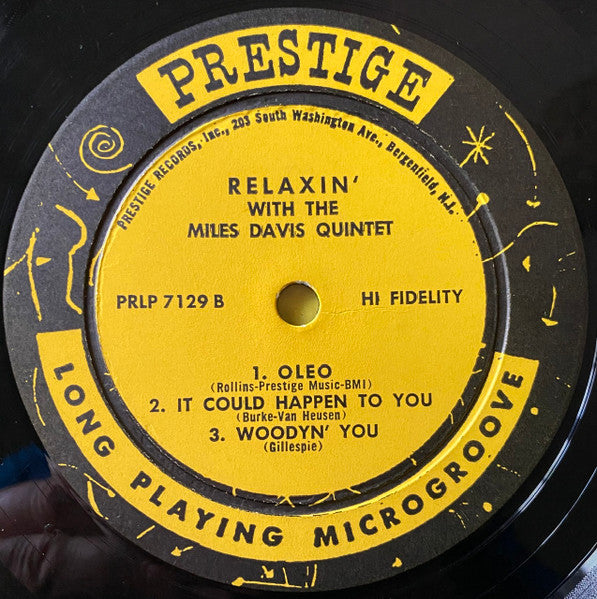 PRESTIGE
PRESTIGE RECORDS, Inc., 203 South Washington Ave., Bergenfield, N.J.
RELAXIN'
WITH THE
MILES DAVIS QUINTET
PRLP 7129 B HI FIDELITY
1. OLEO
(Rollins-Prestige Music-BMI)
2. IT COULD HAPPEN TO YOU
(Burke-Van Heusen)
3. WOODYN' YOU
(Gillespie)
LONG PLAYING MICROGROOVE